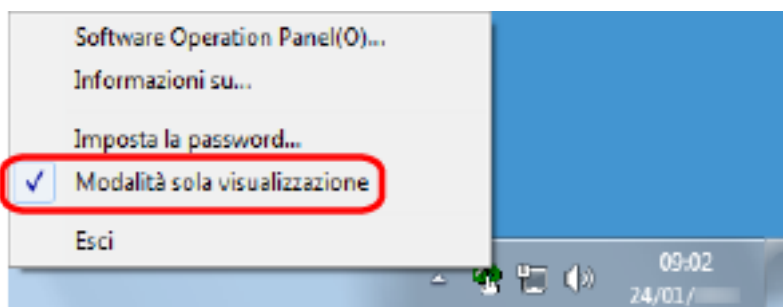 Software Operation Panel(O)...
Informazioni su...
Imposta la password...
Modalità sola visualizzazione
Esci
09:02
24/01/